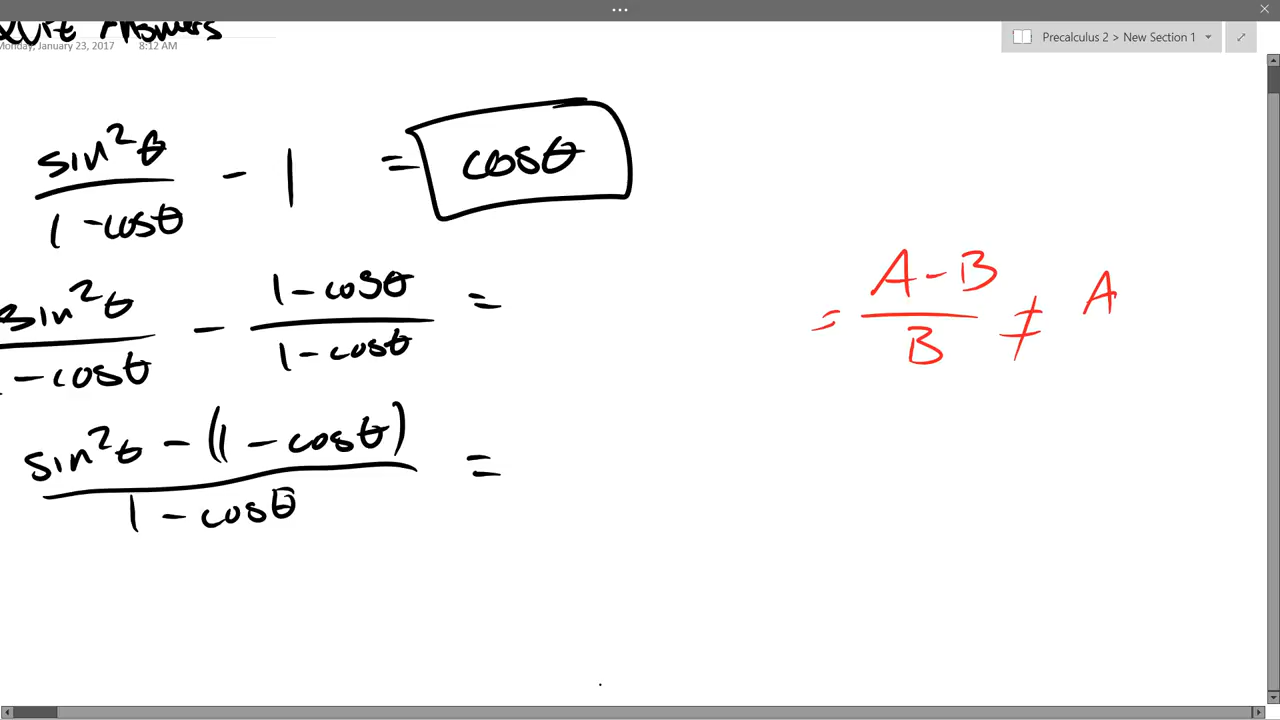 Answers
Monday, January 23, 2017 8:12 AM
Precalculus 2 > New Section 1
sin²θ / 1 - cosθ - 1 = cosθ
sin²θ / 1 - cosθ - 1 - cosθ / 1 - cosθ =
= A - B / B ≠ A
sin²θ - (1 - cosθ) / 1 - cosθ =